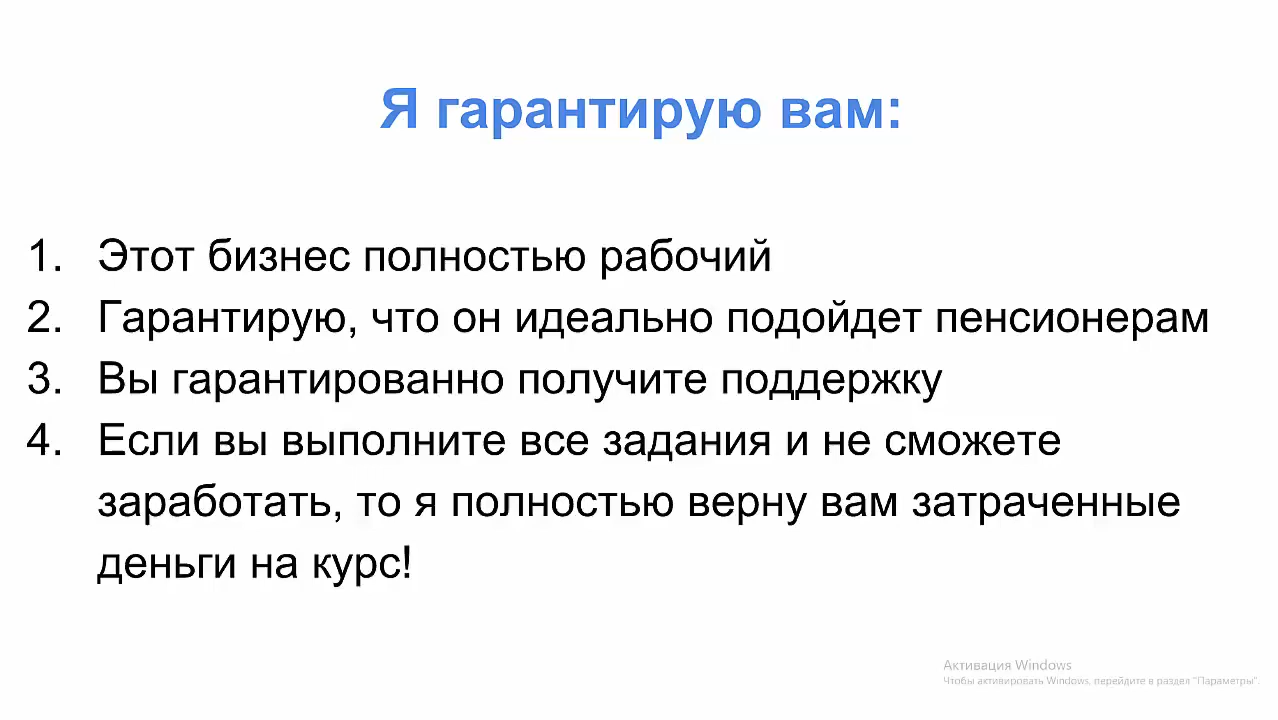 Я гарантирую вам:
1. Этот бизнес полностью рабочий
2. Гарантирую, что он идеально подойдет пенсионерам
3. Вы гарантированно получите поддержку
4. Если вы выполните все задания и не сможете
заработать, то я полностью верну вам затраченные
деньги на курс!
Активация Windows
Чтобы активировать Windows, перейдите в раздел "Параметры".